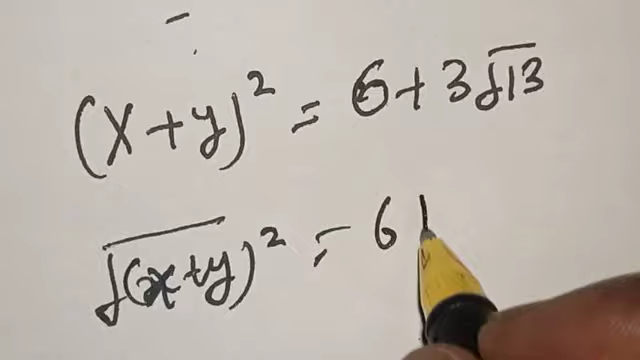 (x+y)² = 6+3√13
√(x+y)² = 6